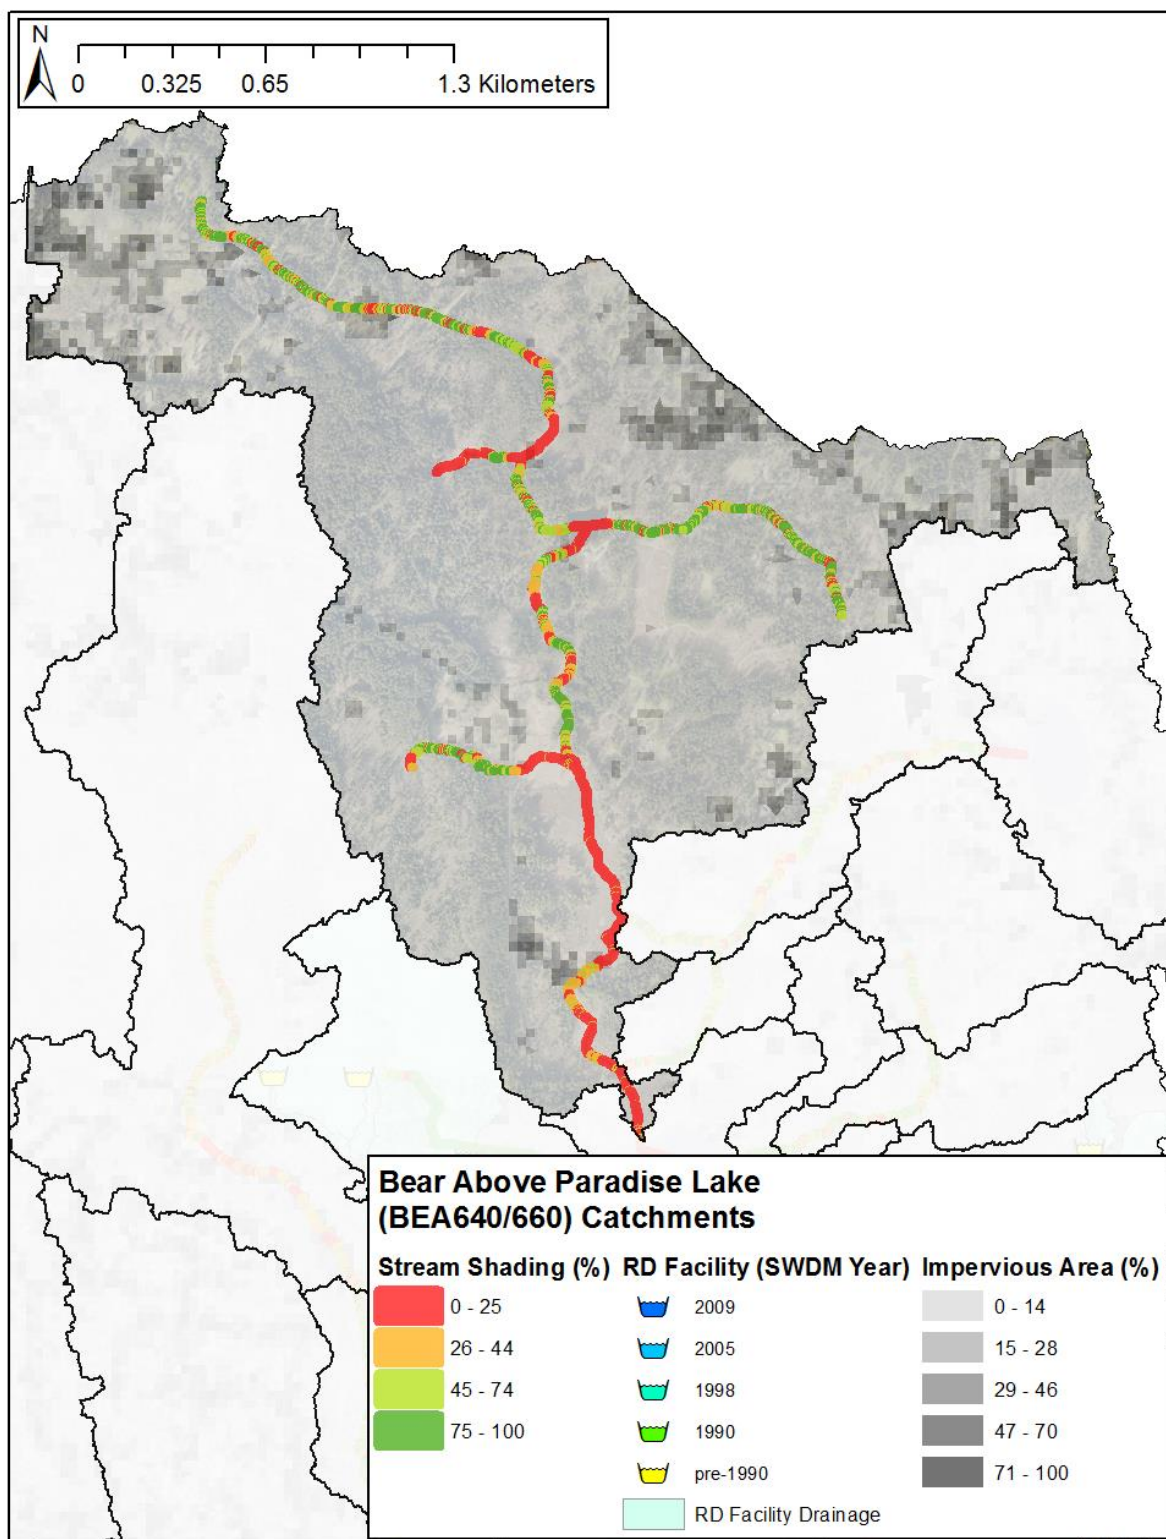 N
0 0.325 0.65 1.3 Kilometers
Bear Above Paradise Lake
(BEA640/660) Catchments
Stream Shading (%) RD Facility (SWDM Year) Impervious Area (%)
0 - 25 2009 0 - 14
26 - 44 2005 15 - 28
45 - 74 1998 29 - 46
75 - 100 1990 47 - 70
pre-1990 71 - 100
RD Facility Drainage